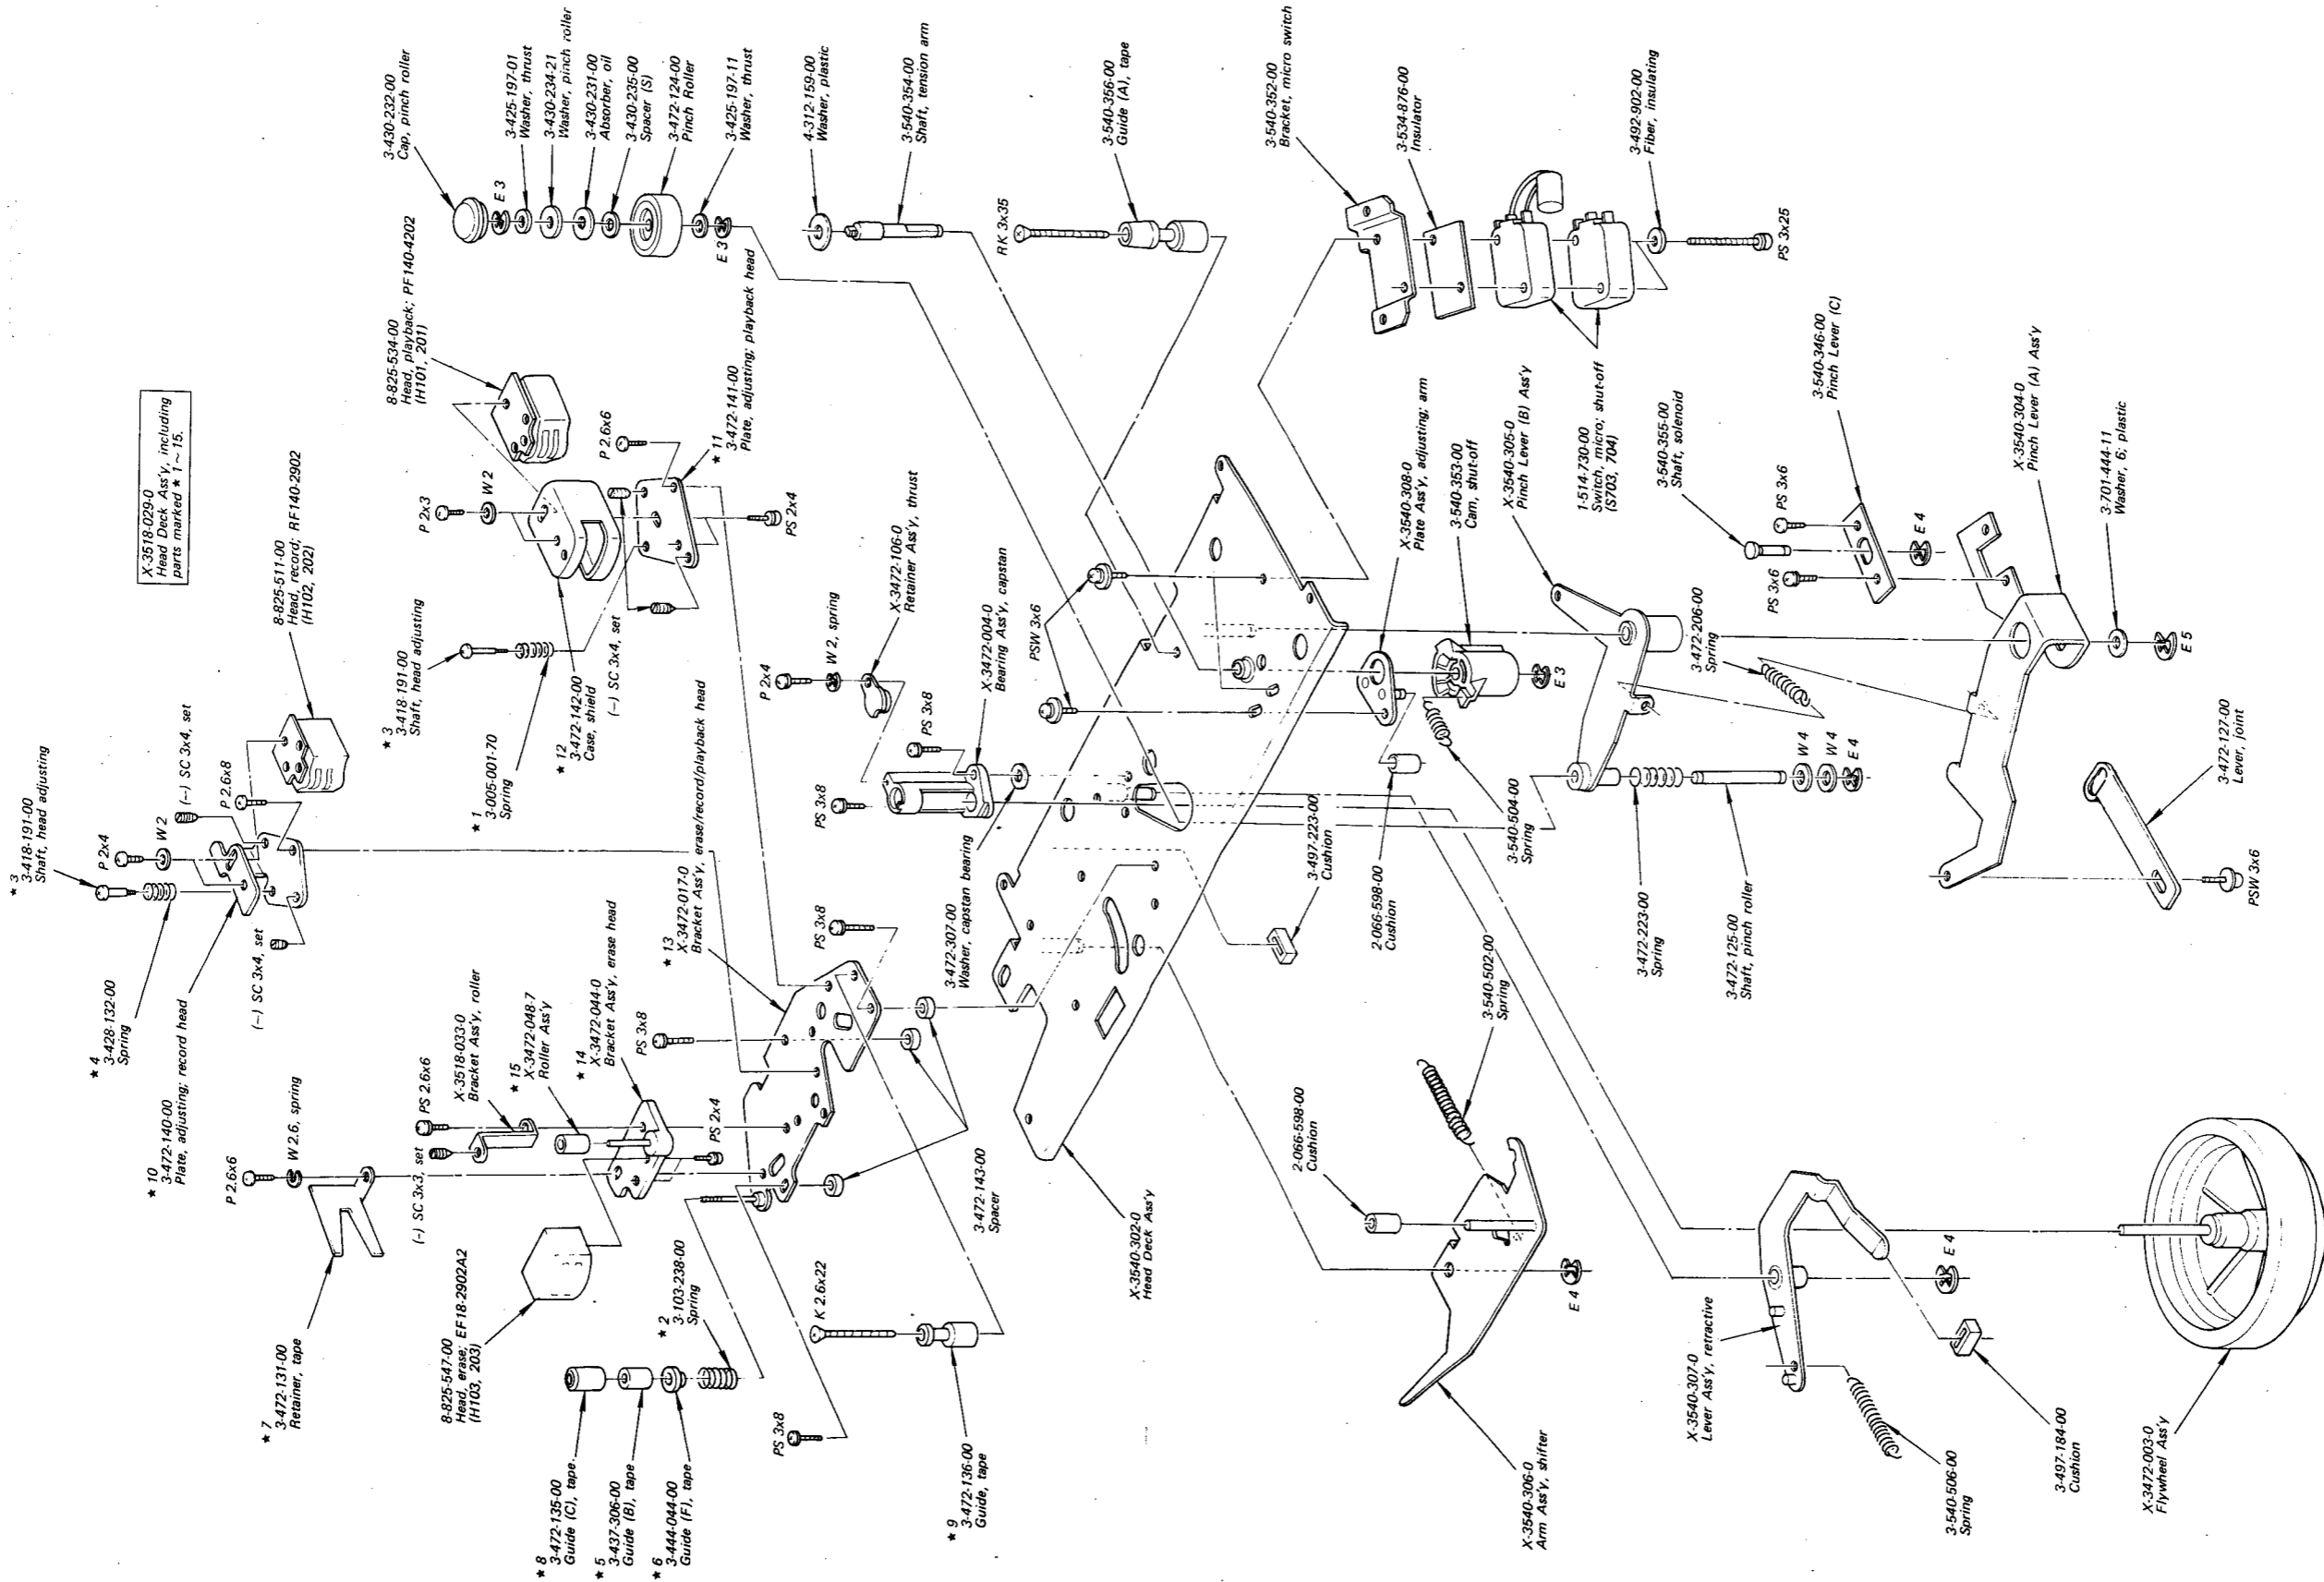 X-3518-029-0
Head Deck Ass'y, including
parts marked ★ 1 ~ 15.
3-430-232-00
Cap, pinch roller
E 3
3-425-197-01
Washer, thrust
3-430-234-21
Washer, pinch roller
3-430-231-00
Absorber, oil
3-430-235-00
Spacer (S)
3-472-124-00
Pinch Roller
3-425-197-11
Washer, thrust
E 3
4-312-159-00
Washer, plastic
3-540-354-00
Shaft, tension arm
RK 3x35
3-540-356-00
Guide (A), tape
3-540-352-00
Bracket, micro switch
3-534-876-00
Insulator
3-492-902-00
Fiber, insulating
PS 3x25
1-514-730-00
Switch, micro; shut-off
(S703, 704)
8-825-534-00
Head, playback; PF140-4202
(H101, 201)
P 2.6x6
★ 11
3-472-141-00
Plate, adjusting; playback head
PS 2x4
P 2x3
W 2
★ 3
3-418-191-00
Shaft, head adjusting
★ 1
3-005-001-70
Spring
★ 12
3-472-142-00
Case, shield
(−) SC 3x4, set
8-825-511-00
Head, record; RF140-2902
(H102, 202)
★ 3
3-418-191-00
Shaft, head adjusting
P 2x4
W 2
(−) SC 3x4, set
P 2.6x8
★ 4
3-428-132-00
Spring
★ 10
3-472-140-00
Plate, adjusting; record head
(−) SC 3x4, set
P 2x4
W 2, spring
X-3472-106-0
Retainer Ass'y, thrust
PS 3x8
PS 3x8
X-3472-004-0
Bearing Ass'y, capstan
PSW 3x6
3-472-307-00
Washer, capstan bearing
★ 13
X-3472-017-0
Bracket Ass'y, erase/record/playback head
PS 3x8
PS 3x8
★ 14
X-3472-044-0
Bracket Ass'y, erase head
★ 15
X-3472-048-7
Roller Ass'y
X-3518-033-0
Bracket Ass'y, roller
PS 2.6x6
(−) SC 3x3, set
PS 2x4
P 2.6x6
W 2.6, spring
★ 7
3-472-131-00
Retainer, tape
8-825-547-00
Head, erase; EF18-2902A2
(H103, 203)
★ 8
3-472-135-00
Guide (C), tape
★ 5
3-437-306-00
Guide (B), tape
★ 6
3-444-044-00
Guide (F), tape
★ 2
3-103-238-00
Spring
PS 3x8
K 2.6x22
★ 9
3-472-136-00
Guide, tape
3-472-143-00
Spacer
X-3540-302-0
Head Deck Ass'y
3-497-223-00
Cushion
2-066-598-00
Cushion
3-540-504-00
Spring
X-3540-308-0
Plate Ass'y, adjusting; arm
3-540-353-00
Cam, shut-off
E 3
X-3540-305-0
Pinch Lever (B) Ass'y
3-472-206-00
Spring
3-472-223-00
Spring
3-472-125-00
Shaft, pinch roller
W 4
W 4
E 4
3-540-355-00
Shaft, solenoid
PS 3x6
PS 3x6
3-540-346-00
Pinch Lever (C)
E 4
X-3540-304-0
Pinch Lever (A) Ass'y
3-701-444-11
Washer, 6; plastic
E 5
3-472-127-00
Lever, joint
PSW 3x6
3-540-502-00
Spring
2-066-598-00
Cushion
E 4
X-3540-306-0
Arm Ass'y, shifter
X-3540-307-0
Lever Ass'y, retractive
E 4
3-540-506-00
Spring
3-497-184-00
Cushion
X-3472-003-0
Flywheel Ass'y